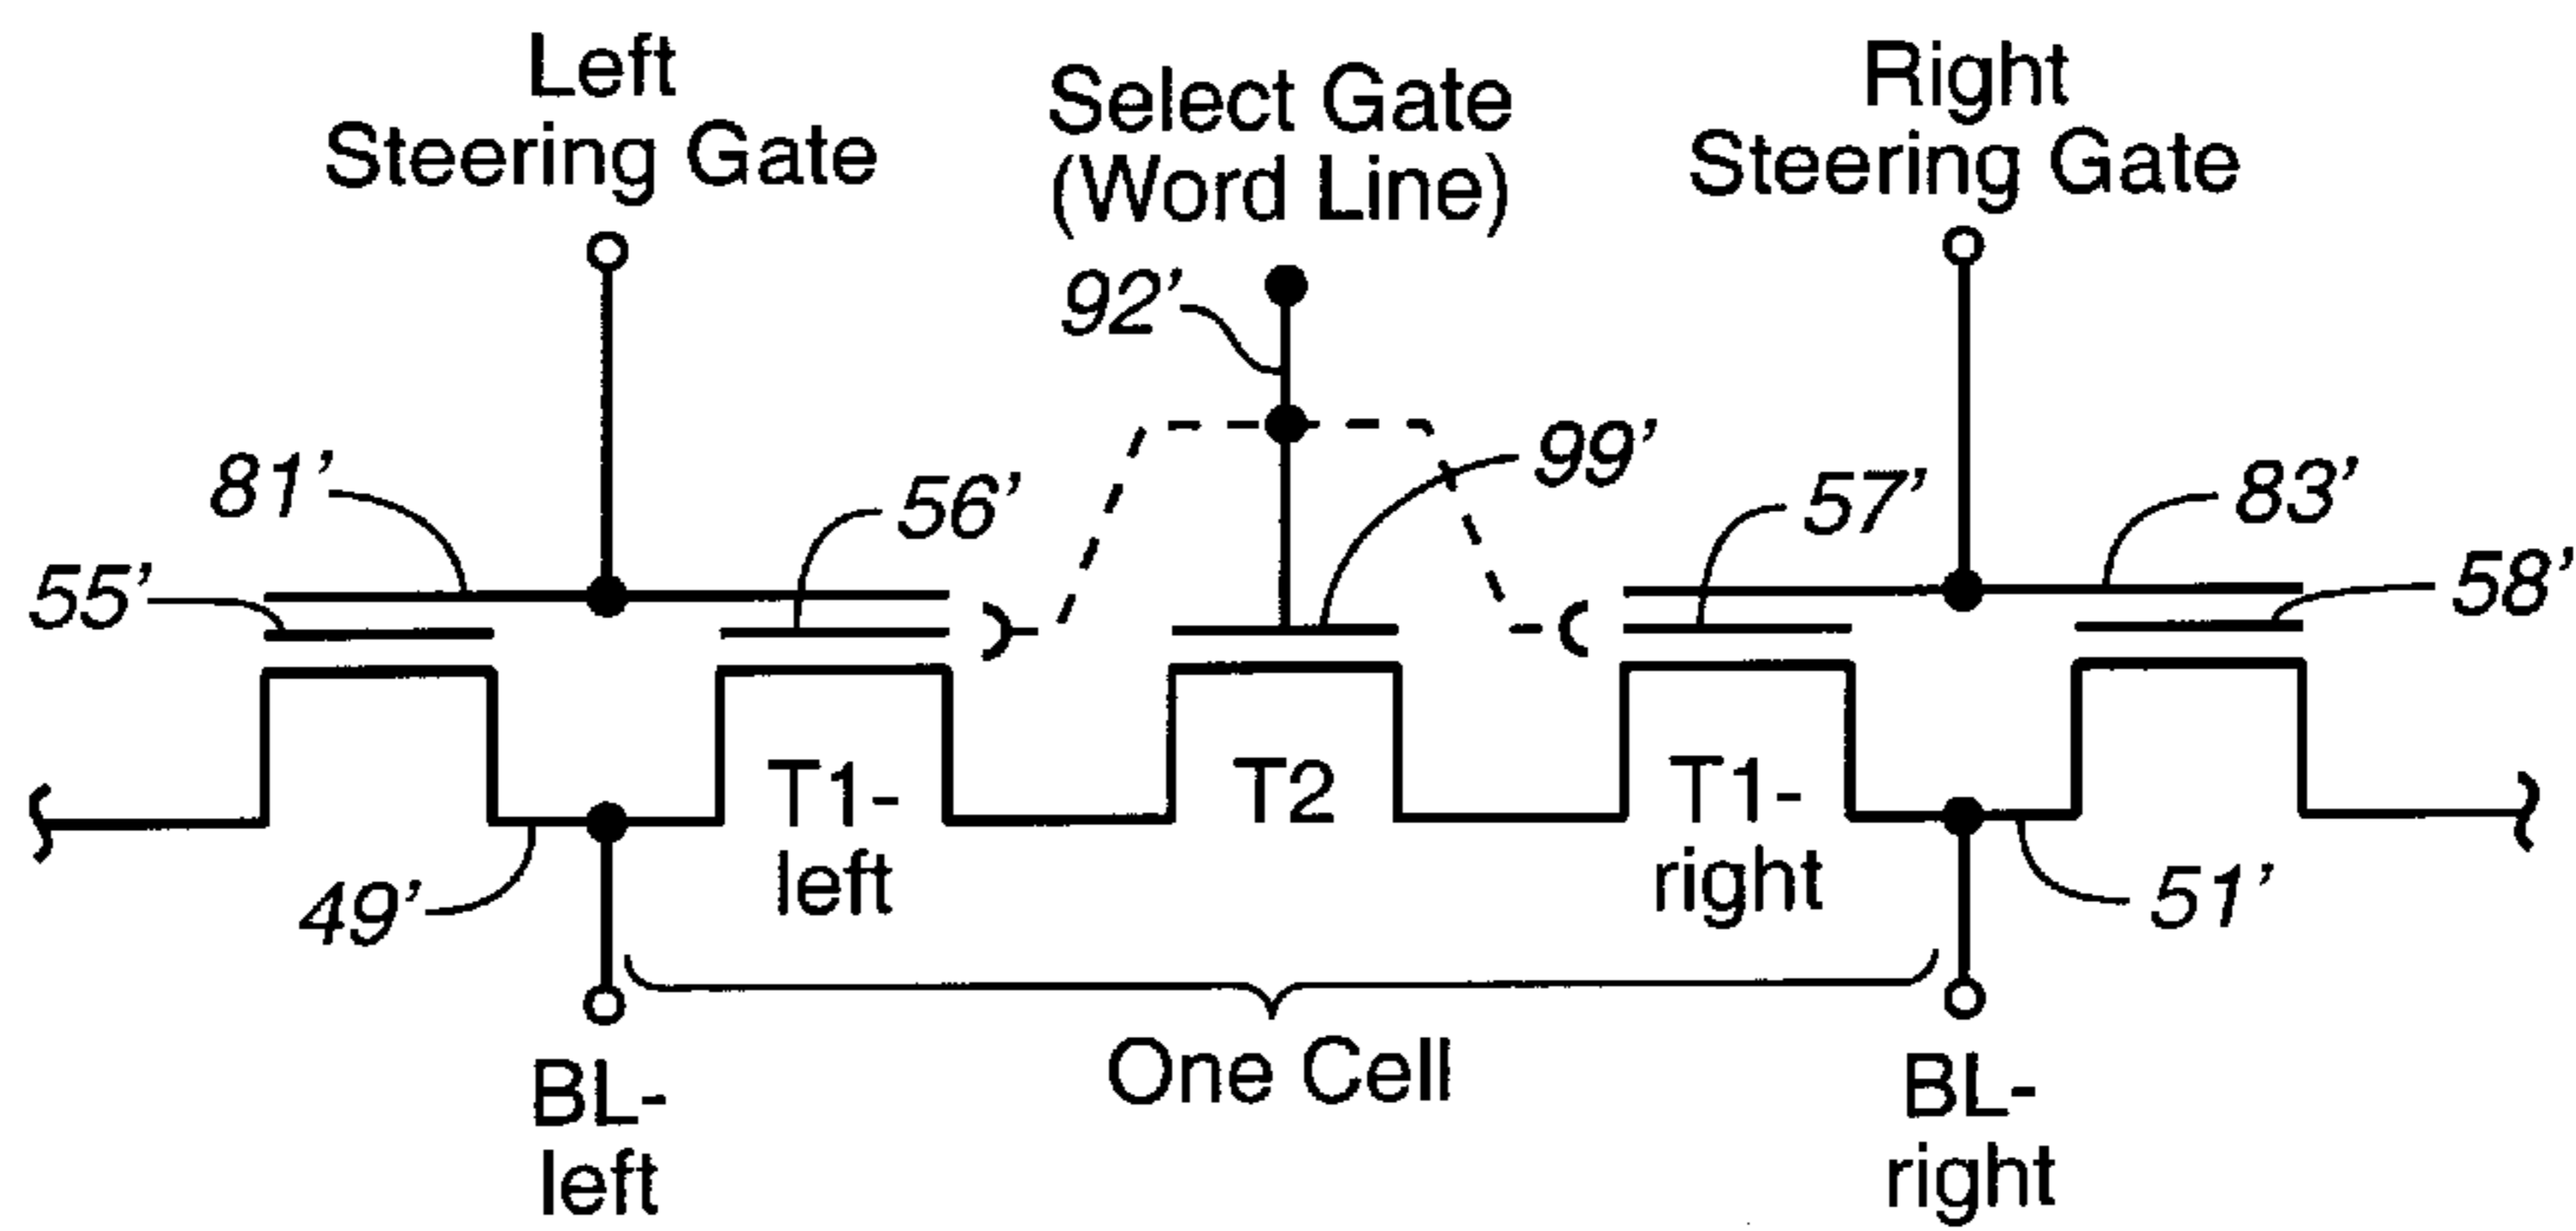 Left
Steering Gate
Select Gate
(Word Line)
Right
Steering Gate
92’
81’
56’
99’
57’
83’
55’
58’
T1-
left
T2
T1-
right
49’
51’
One Cell
BL-
left
BL-
right